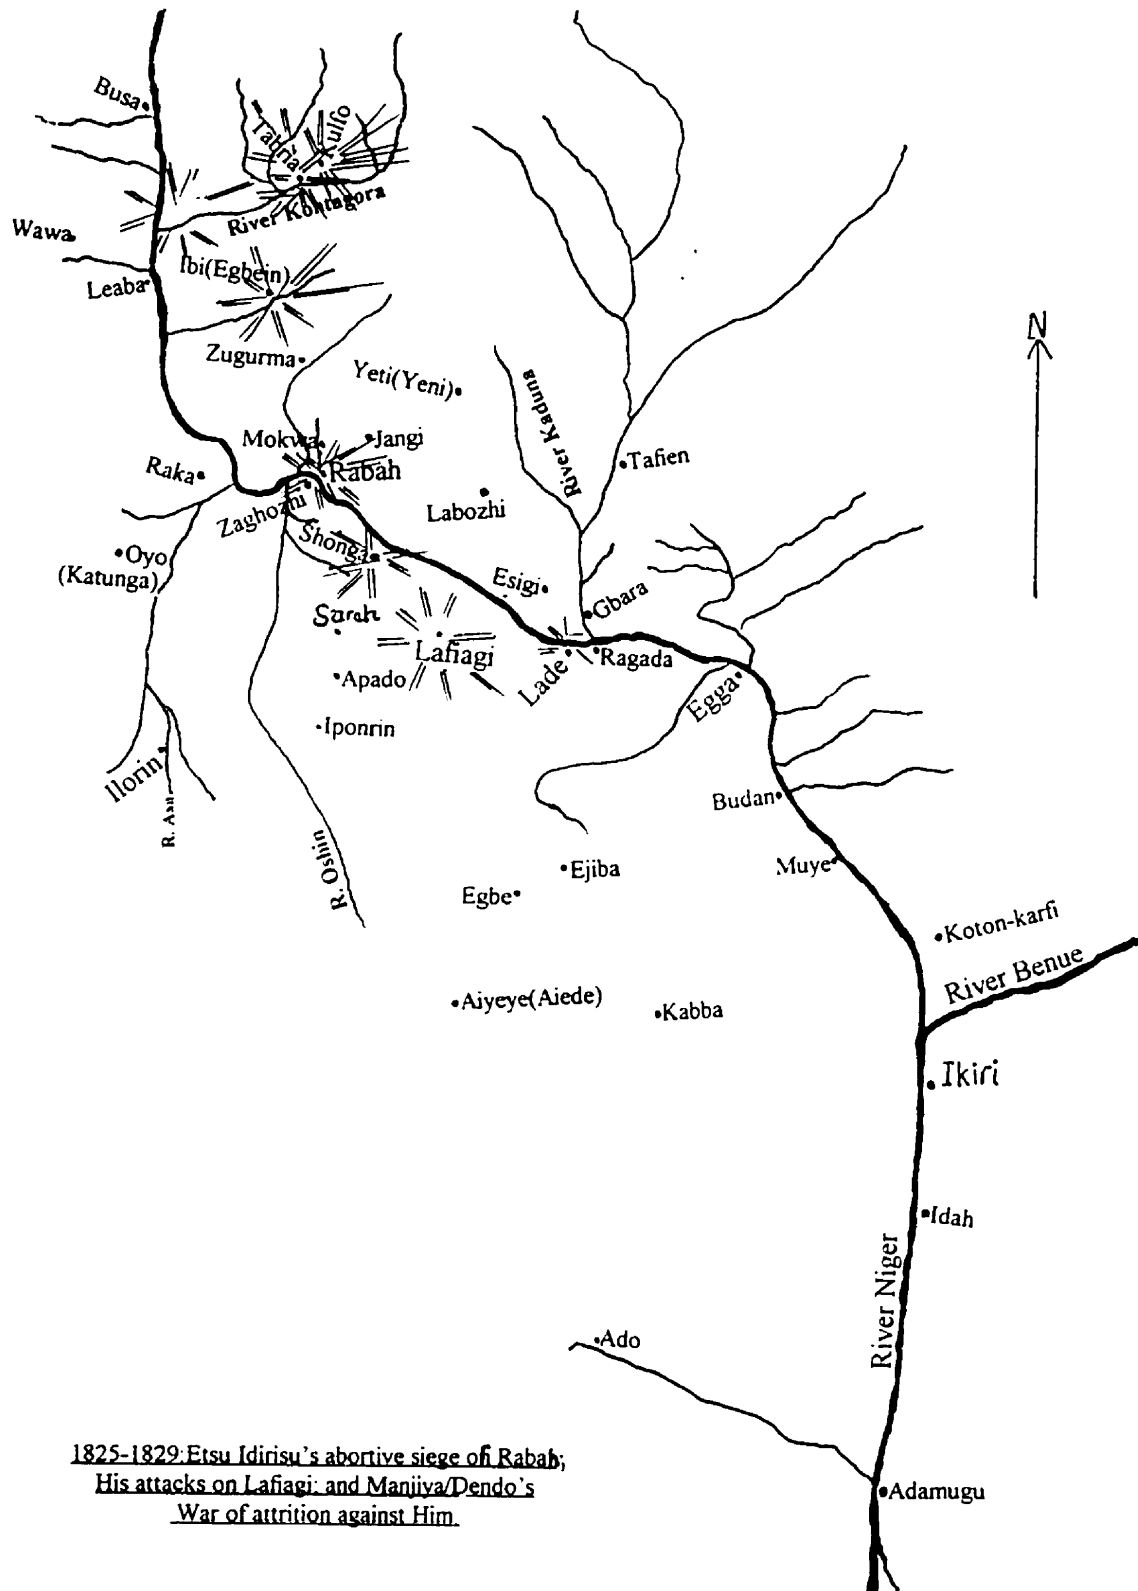 Busa
Tabria
Kulfo
River Kontagora
Wawa
Ibi(Egbein)
Leaba
N
Zugurma
Yeti(Yeni)
River Kaduna
Mokwa
Jangi
Tafien
Raka
Rabah
Labozhi
Zaghozhi
Shonga
Oyo
(Katunga)
Esigi
Gbara
Sarah
Lafiagi
Ragada
Lade
Apado
Egga
Iponrin
Ilorin
R. Asa
Budan
R. Oshin
Ejiba
Muye
Egbe
Koton-karfi
River Benue
Aiyeye(Aiede)
Kabba
Ikiri
Idah
River Niger
Ado
1825-1829:Etsu Idirisu's abortive siege of Rabah;
His attacks on Lafiagi; and Manjiya/Dendo's
War of attrition against Him.
Adamugu